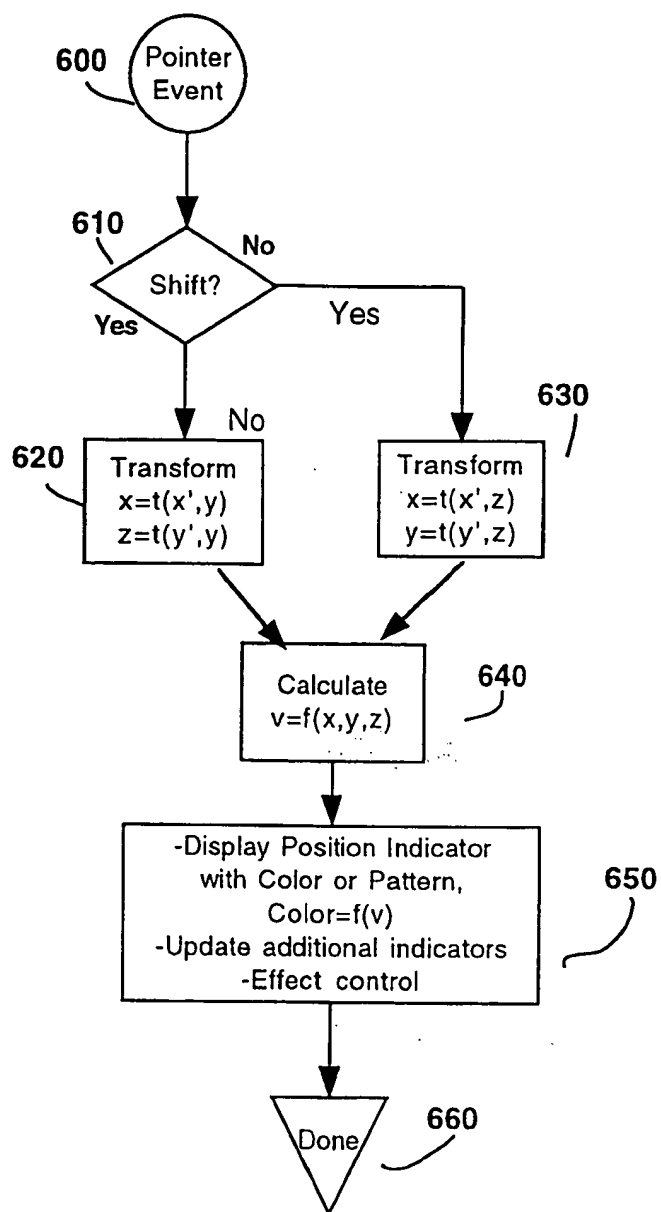 600
Pointer
Event
610
No
Shift?
Yes
Yes
No
620
Transform
x=t(x',y)
z=t(y',y)
630
Transform
x=t(x',z)
y=t(y',z)
640
Calculate
v=f(x,y,z)
650
-Display Position Indicator
with Color or Pattern,
Color=f(v)
-Update additional indicators
-Effect control
Done
660